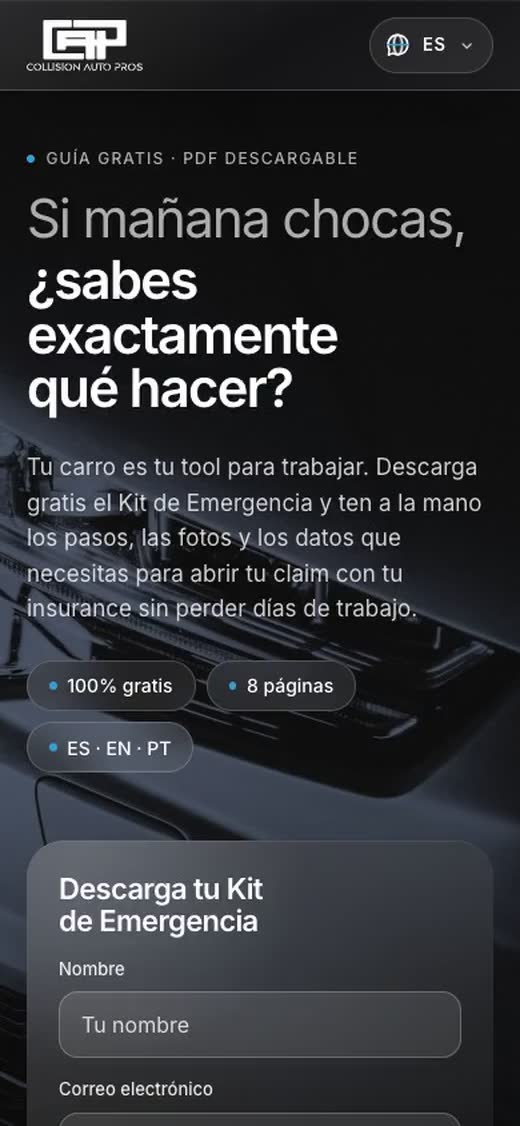 CAP
COLLISION AUTO PROS
ES
GUÍA GRATIS · PDF DESCARGABLE
Si mañana chocas,
¿sabes
exactamente
qué hacer?
Tu carro es tu tool para trabajar. Descarga
gratis el Kit de Emergencia y ten a la mano
los pasos, las fotos y los datos que
necesitas para abrir tu claim con tu
insurance sin perder días de trabajo.
100% gratis
8 páginas
ES · EN · PT
Descarga tu Kit
de Emergencia
Nombre
Tu nombre
Correo electrónico